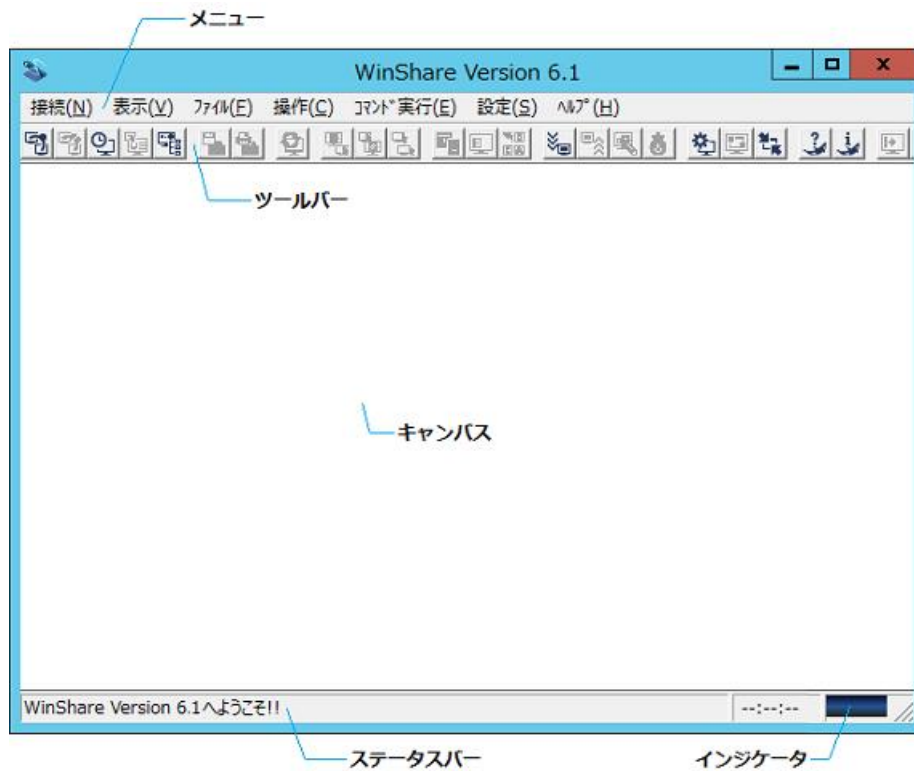 メニュー
WinShare Version 6.1
接続(N) 表示(V) ﾌｧｲﾙ(F) 操作(C) ｺﾏﾝﾄﾞ実行(E) 設定(S) ﾍﾙﾌﾟ(H)
ツールバー
キャンバス
WinShare Version 6.1へようこそ!!
--:--:--
ステータスバー
インジケータ